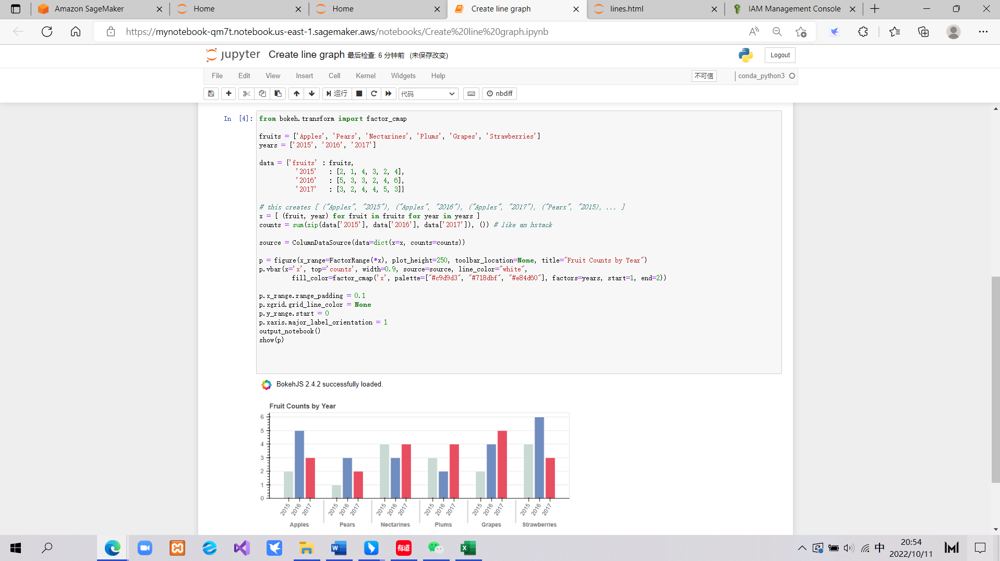 Amazon SageMaker
Home
Home
Create line graph
lines.html
IAM Management Console
https://mynotebook-qm7t.notebook.us-east-1.sagemaker.aws/notebooks/Create%20line%20graph.ipynb
jupyter Create line graph 最后检查: 6 分钟前 (未保存改变)
Logout
File Edit View Insert Cell Kernel Widgets Help
不可信
conda_python3
运行
代码
nbdiff
In [4]:
from bokeh.transform import factor_cmap
fruits = ['Apples', 'Pears', 'Nectarines', 'Plums', 'Grapes', 'Strawberries']
years = ['2015', '2016', '2017']
data = {'fruits' : fruits,
'2015' : [2, 1, 4, 3, 2, 4],
'2016' : [5, 3, 3, 2, 4, 6],
'2017' : [3, 2, 4, 4, 5, 3]}
# this creates [ ("Apples", "2015"), ("Apples", "2016"), ("Apples", "2017"), ("Pears", "2015), ... ]
x = [ (fruit, year) for fruit in fruits for year in years ]
counts = sum(zip(data['2015'], data['2016'], data['2017']), ()) # like an hstack
source = ColumnDataSource(data=dict(x=x, counts=counts))
p = figure(x_range=FactorRange(*x), plot_height=250, toolbar_location=None, title="Fruit Counts by Year")
p.vbar(x='x', top='counts', width=0.9, source=source, line_color="white",
fill_color=factor_cmap('x', palette=["#c9d9d3", "#718dbf", "#e84d60"], factors=years, start=1, end=2))
p.x_range.range_padding = 0.1
p.xgrid.grid_line_color = None
p.y_range.start = 0
p.xaxis.major_label_orientation = 1
output_notebook()
show(p)
BokehJS 2.4.2 successfully loaded.
Fruit Counts by Year
6
5
4
3
2
1
0
2015 2016 2017 2015 2016 2017 2015 2016 2017 2015 2016 2017 2015 2016 2017 2015 2016 2017
Apples Pears Nectarines Plums Grapes Strawberries
有道
中
20:54
2022/10/11